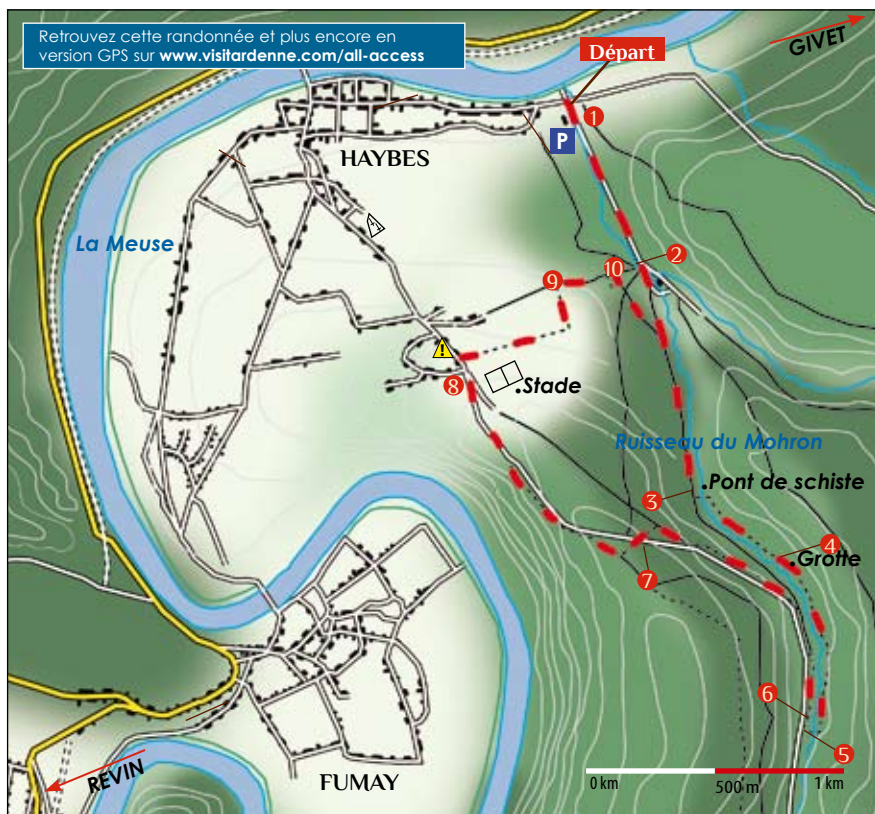 Retrouvez cette randonnée et plus encore en
version GPS sur www.visitardenne.com/all-access
GIVET
Départ
1
P
HAYBES
La Meuse
2
10
9
!
8
Stade
Ruisseau du Mohron
3
Pont de schiste
4
Grotte
7
6
5
0 km
500 m
1 km
REVIN
FUMAY